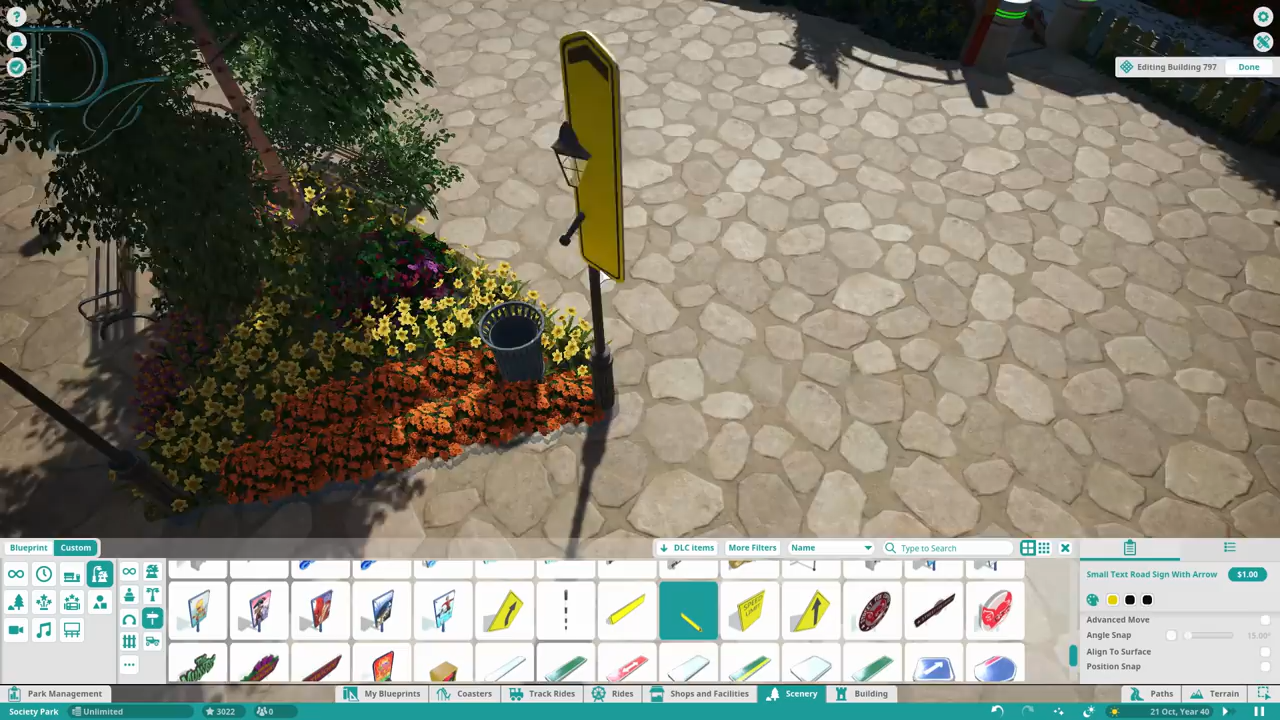 ?
DA
Editing Building 797 Done
Blueprint Custom
DLC items More Filters Name Type to Search
Small Text Road Sign With Arrow $1.00
SPEED LIMIT
Advanced Move
Angle Snap 15.00°
Align To Surface
Position Snap
Park Management My Blueprints Coasters Track Rides Rides Shops and Facilities Scenery Building Paths Terrain
Society Park Unlimited 3022 0 21 Oct, Year 40